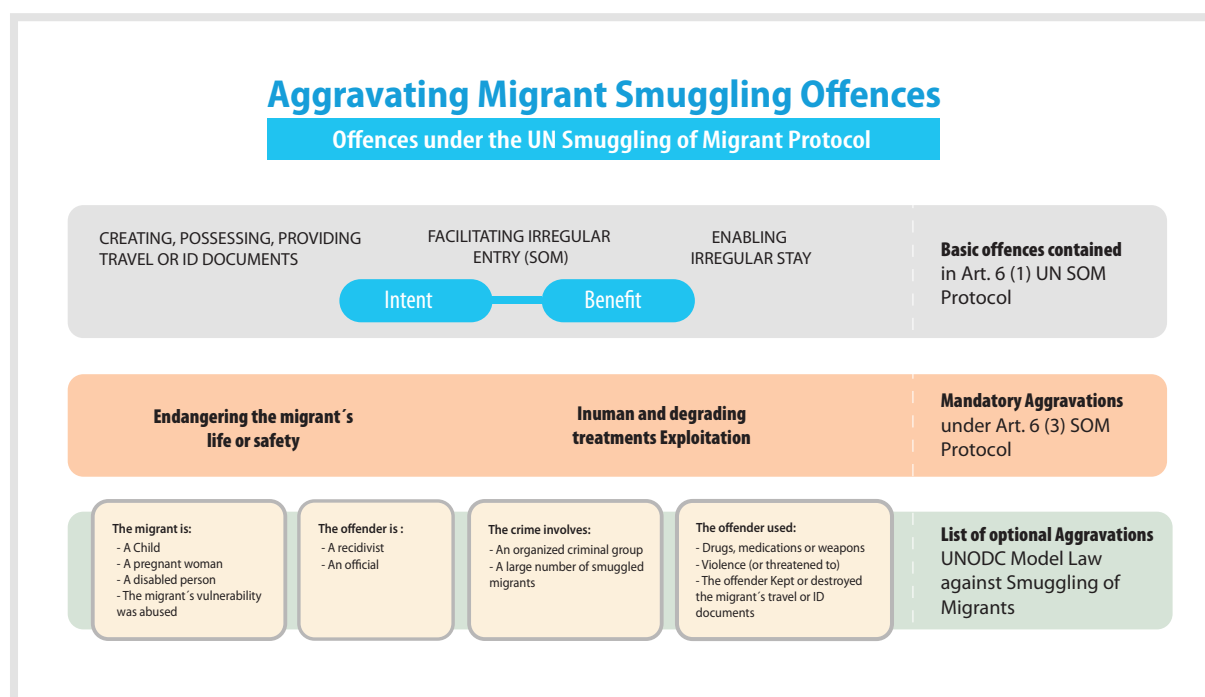 Aggravating Migrant Smuggling Offences
Offences under the UN Smuggling of Migrant Protocol
CREATING, POSSESSING, PROVIDING
TRAVEL OR ID DOCUMENTS
FACILITATING IRREGULAR
ENTRY (SOM)
ENABLING
IRREGULAR STAY
Intent
Benefit
Basic offences contained
in Art. 6 (1) UN SOM
Protocol
Endangering the migrant´s
life or safety
Inuman and degrading
treatments Exploitation
Mandatory Aggravations
under Art. 6 (3) SOM
Protocol
The migrant is:
- A Child
- A pregnant woman
- A disabled person
- The migrant´s vulnerability
was abused
The offender is :
- A recidivist
- An official
The crime involves:
- An organized criminal group
- A large number of smuggled
migrants
The offender used:
- Drugs, medications or weapons
- Violence (or threatened to)
- The offender Kept or destroyed
the migrant´s travel or ID
documents
List of optional Aggravations
UNODC Model Law
against Smuggling of
Migrants